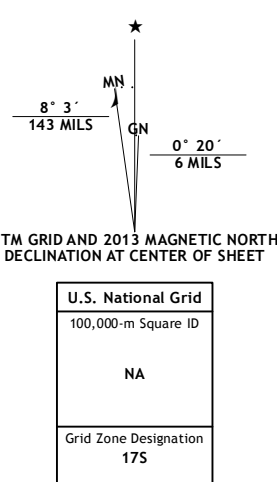 ★
MN
8° 3´
143 MILS
GN
0° 20´
6 MILS
TM GRID AND 2013 MAGNETIC NORTH
DECLINATION AT CENTER OF SHEET
U.S. National Grid
100,000-m Square ID
NA
Grid Zone Designation
17S